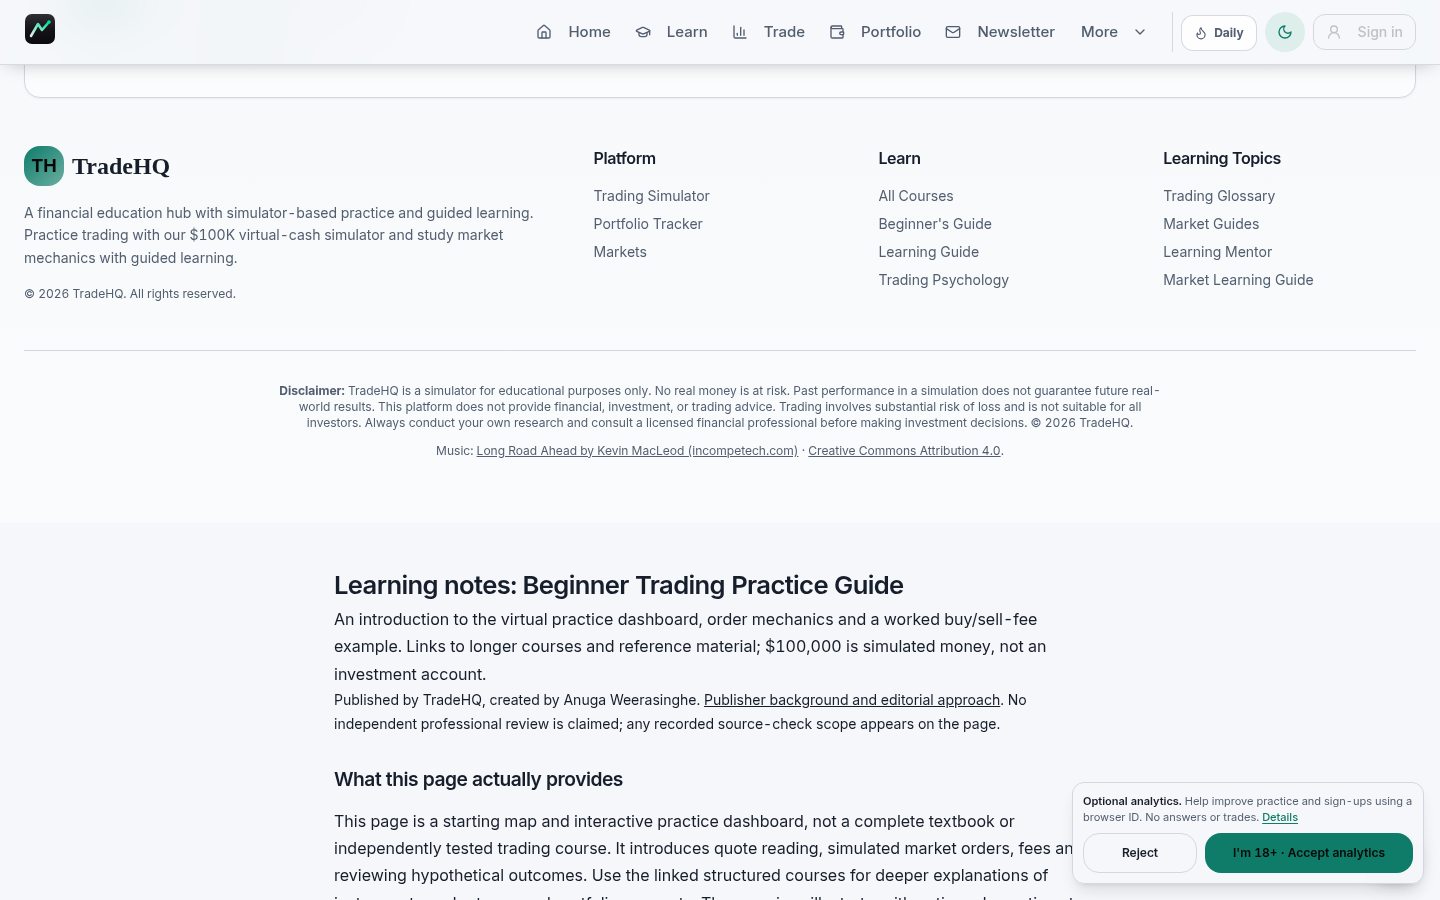 Home
Learn
Trade
Portfolio
Newsletter
More
Daily
Sign in
TH TradeHQ
A financial education hub with simulator-based practice and guided learning.
Practice trading with our $100K virtual-cash simulator and study market
mechanics with guided learning.
© 2026 TradeHQ. All rights reserved.
Platform
Trading Simulator
Portfolio Tracker
Markets
Learn
All Courses
Beginner's Guide
Learning Guide
Trading Psychology
Learning Topics
Trading Glossary
Market Guides
Learning Mentor
Market Learning Guide
Disclaimer: TradeHQ is a simulator for educational purposes only. No real money is at risk. Past performance in a simulation does not guarantee future real-
world results. This platform does not provide financial, investment, or trading advice. Trading involves substantial risk of loss and is not suitable for all
investors. Always conduct your own research and consult a licensed financial professional before making investment decisions. © 2026 TradeHQ.
Music: Long Road Ahead by Kevin MacLeod (incompetech.com) · Creative Commons Attribution 4.0.
Learning notes: Beginner Trading Practice Guide
An introduction to the virtual practice dashboard, order mechanics and a worked buy/sell-fee
example. Links to longer courses and reference material; $100,000 is simulated money, not an
investment account.
Published by TradeHQ, created by Anuga Weerasinghe. Publisher background and editorial approach. No
independent professional review is claimed; any recorded source-check scope appears on the page.
What this page actually provides
This page is a starting map and interactive practice dashboard, not a complete textbook or
independently tested trading course. It introduces quote reading, simulated market orders, fees
reviewing hypothetical outcomes. Use the linked structured courses for deeper explanations of
Optional analytics. Help improve practice and sign-ups using a
browser ID. No answers or trades. Details
Reject
I'm 18+ · Accept analytics